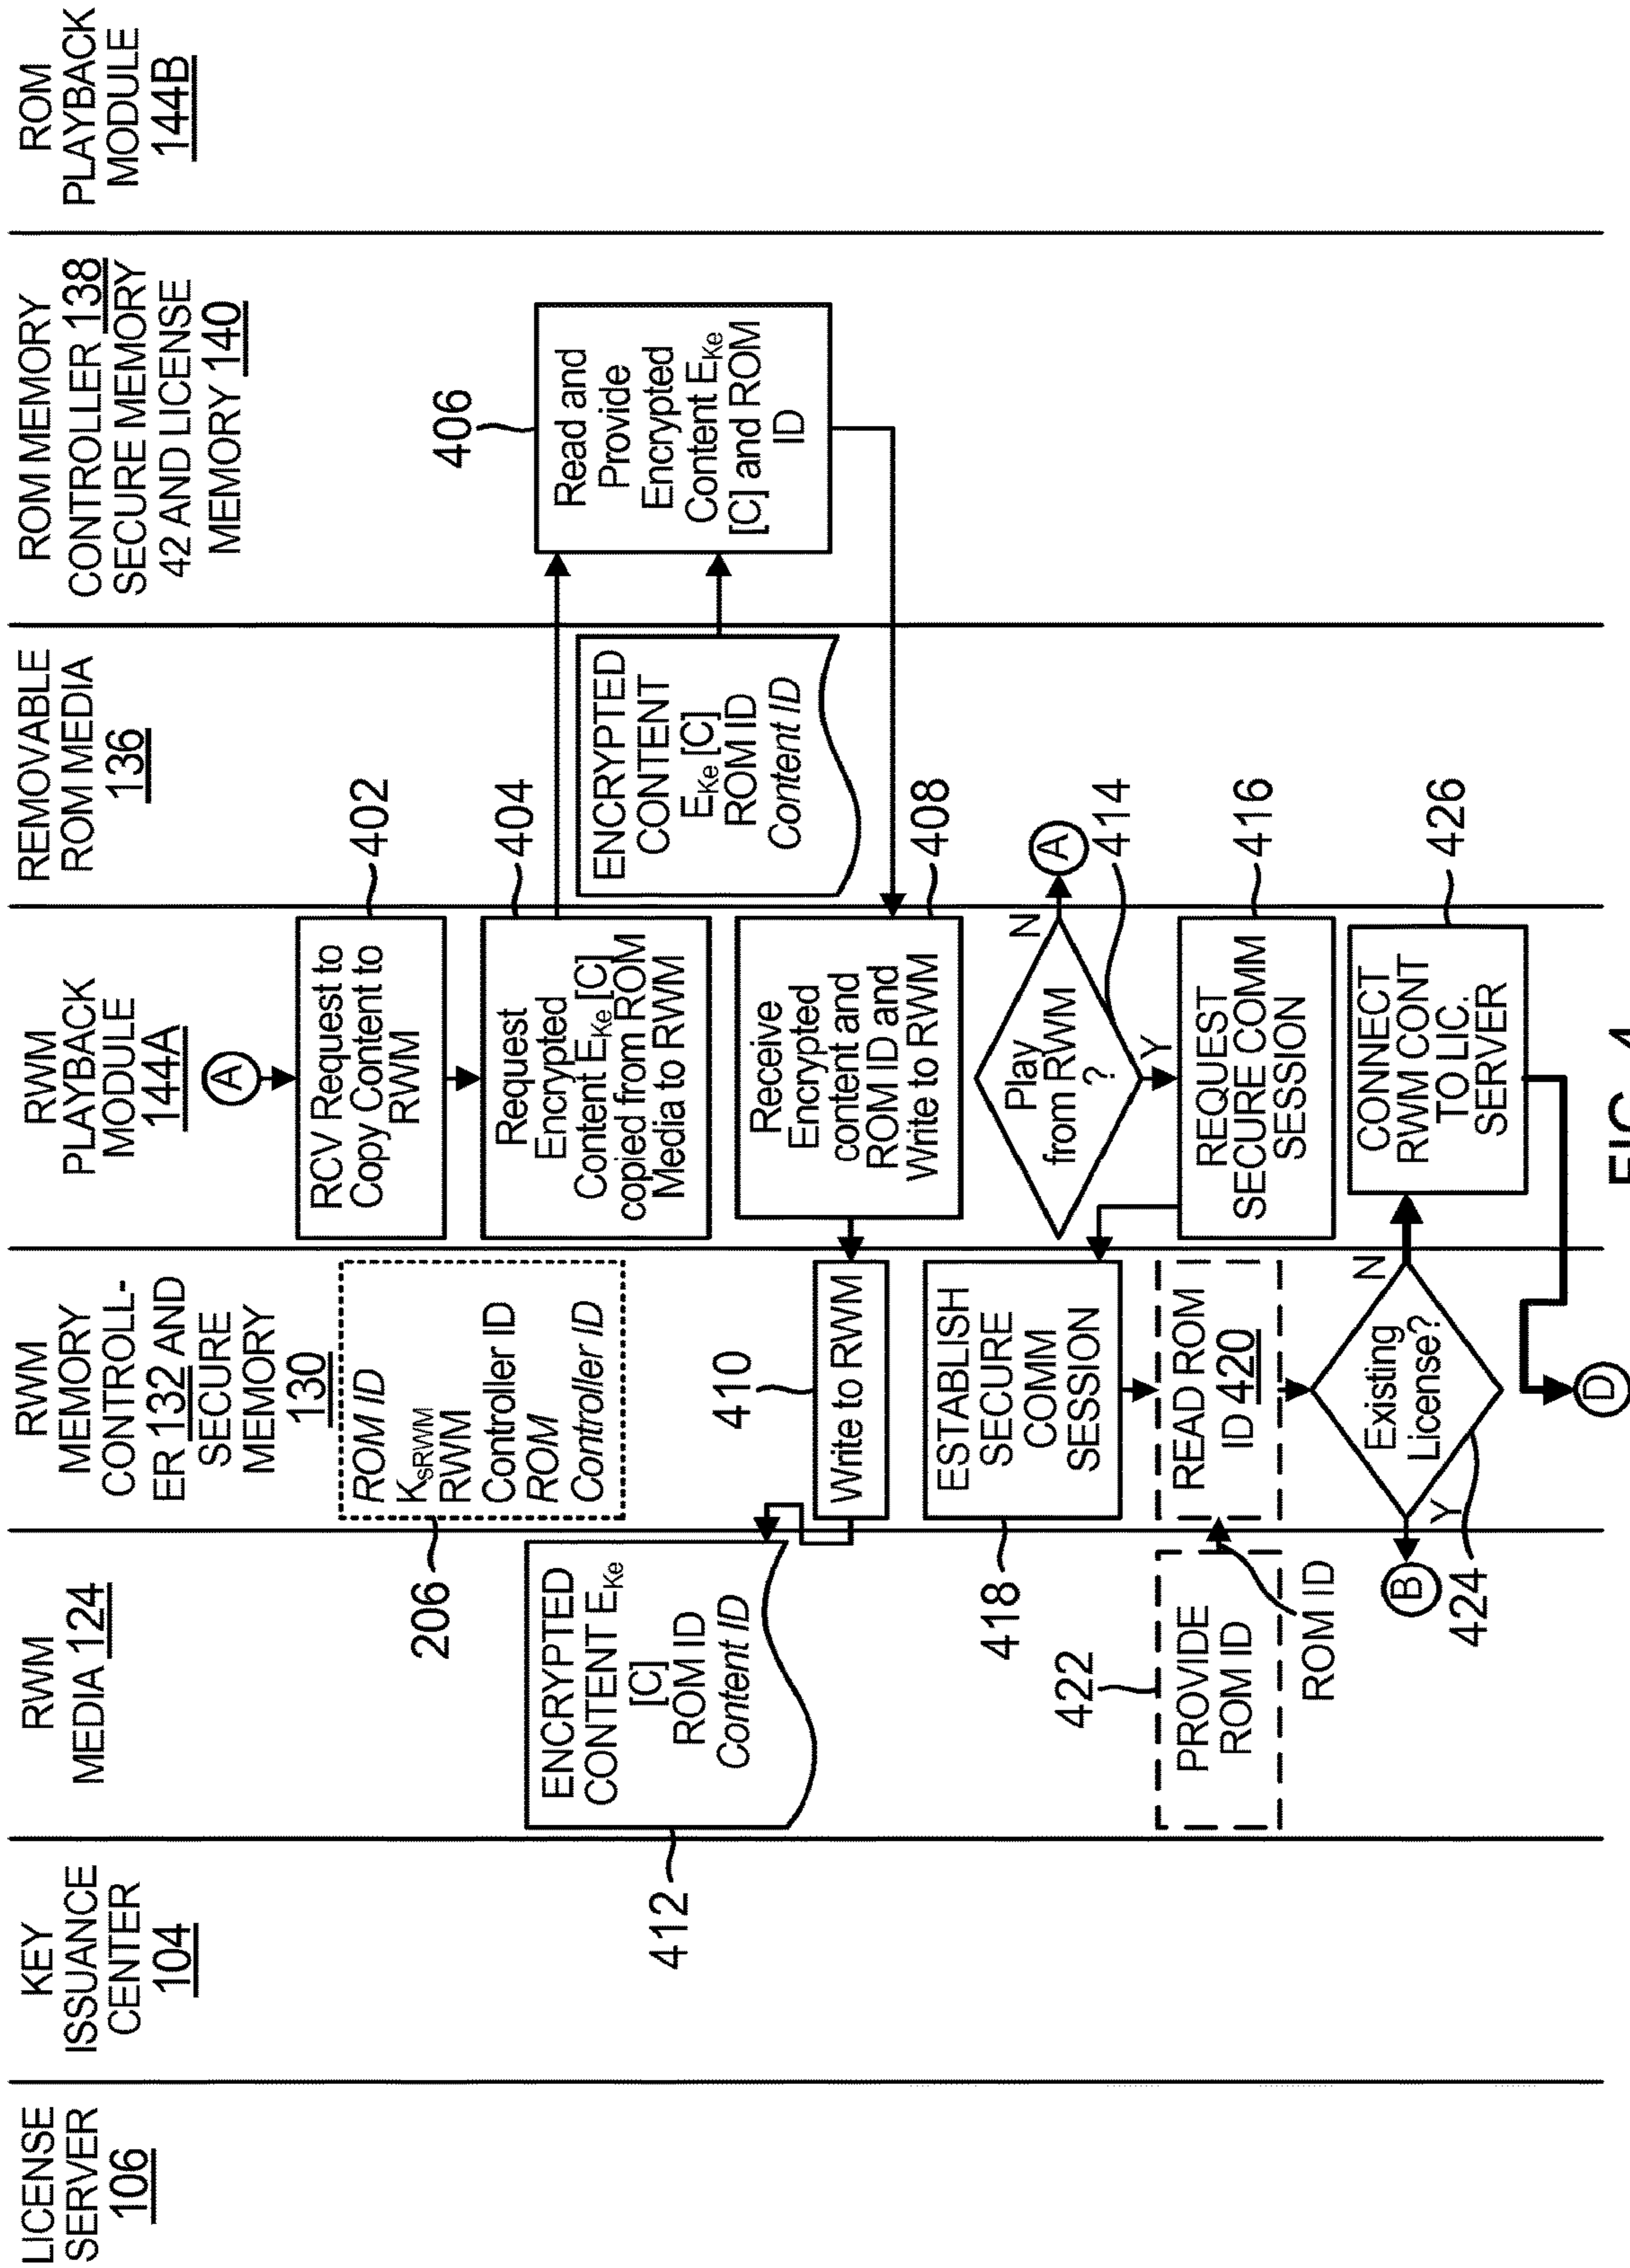 LICENSE
SERVER
106
KEY
ISSUANCE
CENTER
104
RWM
MEDIA 124
RWM
MEMORY
CONTROLL-
ER 132 AND
SECURE
MEMORY
130
RWM
PLAYBACK
MODULE
144A
REMOVABLE
ROM MEDIA
136
ROM MEMORY
CONTROLLER 138
SECURE MEMORY
42 AND LICENSE
MEMORY 140
ROM
PLAYBACK
MODULE
144B
A
RCV Request to
Copy Content to
RWM
402
206
ROM ID
KsRWM
RWM
Controller ID
ROM
Controller ID
Request
Encrypted
Content EKe [C]
copied from ROM
Media to RWM
404
406
Read and
Provide
Encrypted
Content EKe
[C] and ROM
ID
ENCRYPTED
CONTENT
EKe [C]
ROM ID
Content ID
412
ENCRYPTED
CONTENT EKe
[C]
ROM ID
Content ID
410
Write to RWM
Receive
Encrypted
content and
ROM ID and
Write to RWM
408
Play
from RWM
?
N
A
414
Y
418
ESTABLISH
SECURE
COMM
SESSION
REQUEST
SECURE COMM
SESSION
416
422
PROVIDE
ROM ID
ROM ID
READ ROM
ID 420
Existing
License?
Y
B
424
N
CONNECT
RWM CONT
TO LIC.
SERVER
426
D